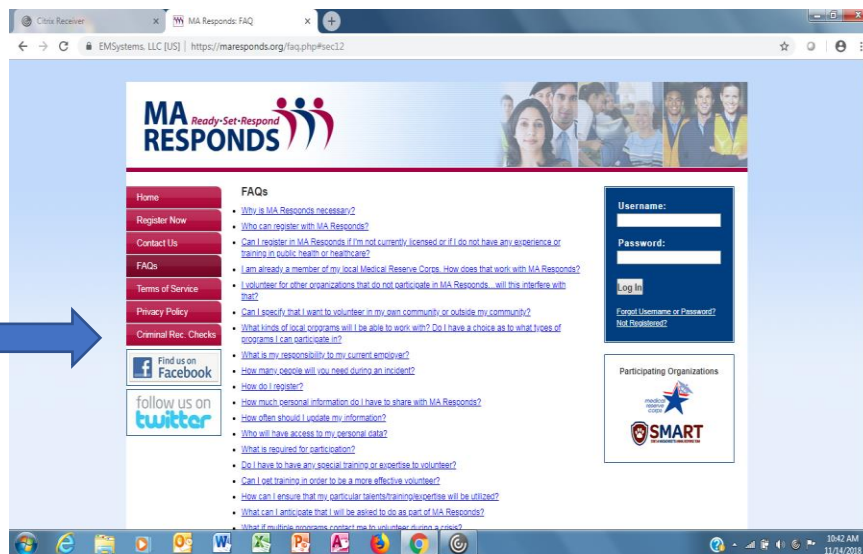 Citrix Receiver
MA Responds: FAQ
EMSystems. LLC [US] | https://maresponds.org/faq.php#sec12
MA Ready-Set-Respond
RESPONDS
Home
Register Now
Contact Us
FAQs
Terms of Service
Privacy Policy
Criminal Rec. Checks
Find us on
Facebook
follow us on
twitter
FAQs
Why is MA Responds necessary?
Who can register with MA Responds?
Can I register in MA Responds if I'm not currently licensed or if I do not have any experience or
training in public health or healthcare?
I am already a member of my local Medical Reserve Corps. How does that work with MA Responds?
I volunteer for other organizations that do not participate in MA Responds....will this interfere with
that?
Can I specify that I want to volunteer in my own community or outside my community?
What kinds of local programs will I be able to work with? Do I have a choice as to what types of
programs I can participate in?
What is my responsibility to my current employer?
How many people will you need during an incident?
How do I register?
How much personal information do I have to share with MA Responds?
How often should I update my information?
Who will have access to my personal data?
What is required for participation?
Do I have to have any special training or expertise to volunteer?
Can I get training in order to be a more effective volunteer?
How can I ensure that my particular talents/training/expertise will be utilized?
What can I anticipate that I will be asked to do as part of MA Responds?
What if multiple programs contact me to volunteer during a crisis?
Username:
Password:
Log In
Forgot Username or Password?
Not Registered?
Participating Organizations
medical
reserve
corps
SMART
10:42 AM
11/14/2018